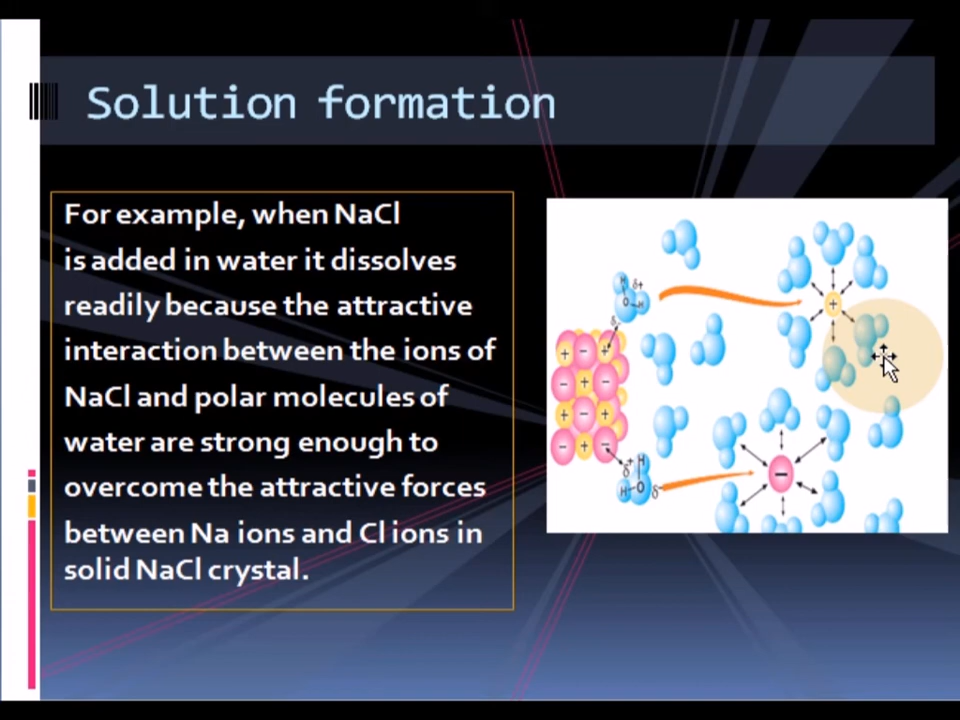 Solution formation
For example, when NaCl
is added in water it dissolves
readily because the attractive
interaction between the ions of
NaCl and polar molecules of
water are strong enough to
overcome the attractive forces
between Na ions and Cl ions in
solid NaCl crystal.
H δ+
O H
δ-
+ - +
- + -
+ - +
- + -
+
-
δ+ H
H O δ-